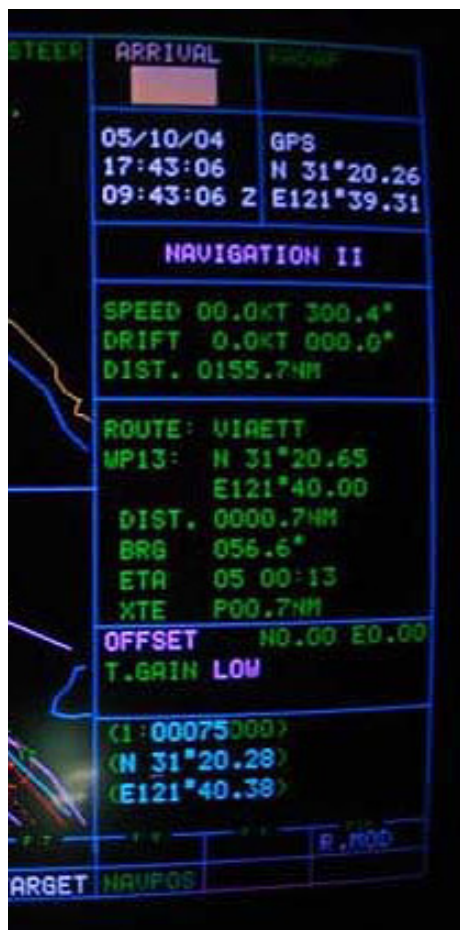 STEER
ARRIVAL
RADAR
05/10/04
17:43:06
09:43:06 Z
GPS
N 31°20.26
E121°39.31
NAVIGATION II
SPEED 00.0KT 300.4°
DRIFT 0.0KT 000.0°
DIST. 0155.7NM
ROUTE: VIAETT
WP13: N 31°20.65
E121°40.00
DIST. 0000.7NM
BRG 056.6°
ETA 05 00:13
XTE P00.7NM
OFFSET N0.00 E0.00
T.GAIN LOW
(1:00075000)
(N 31°20.28)
(E121°40.38)
R.MOD
ARGET NAVPOS